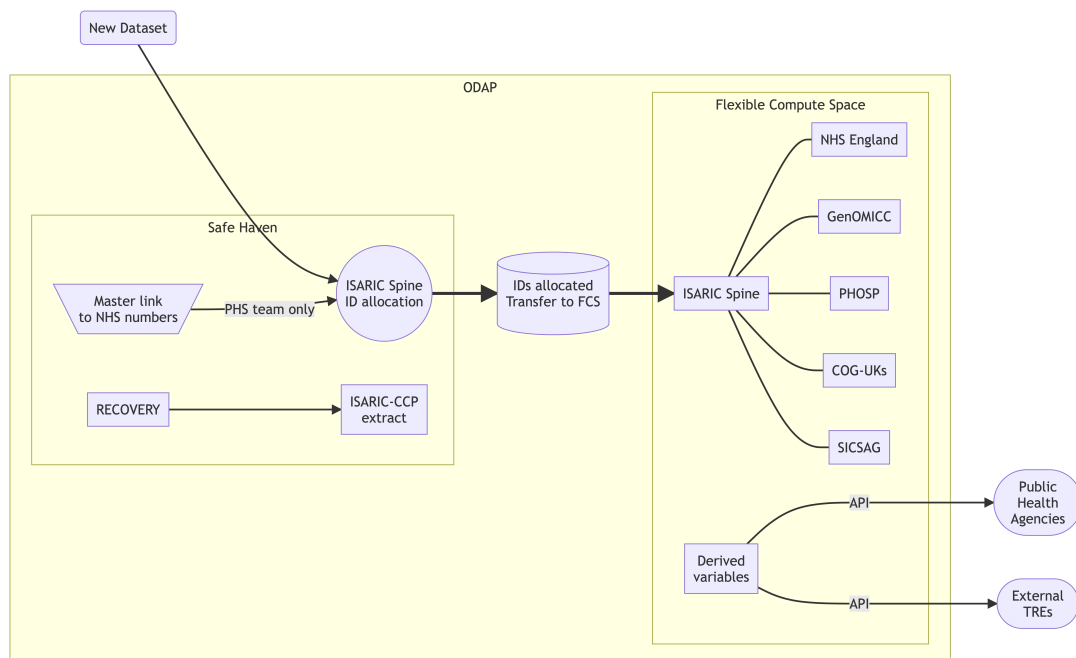 New Dataset
ODAP
Flexible Compute Space
NHS England
GenOMICC
Safe Haven
ISARIC Spine
ID allocation
IDs allocated
Transfer to FCS
ISARIC Spine
PHOSP
Master link
to NHS numbers
PHS team only
COG-UKs
RECOVERY
ISARIC-CCP
extract
SICSAG
API
Public
Health
Agencies
Derived
variables
API
External
TREs